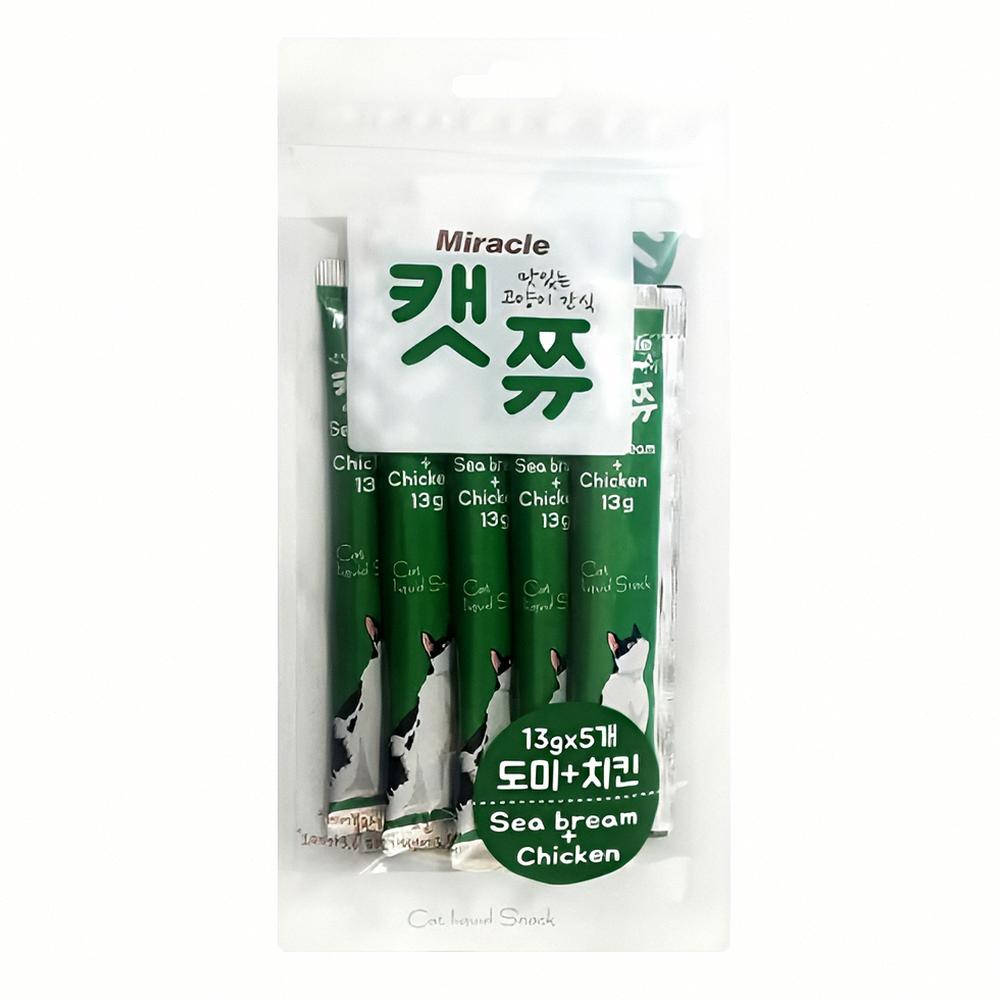 Miracle
캣쮸
맛있는
고양이 간식
Chicken
13g
+
Chicken
13g
Sea bream
+
Chicken
13g
Sea bream
+
Chicken
13g
+
Chicken
13g
Cat
liquid Snack
13gx5개
도미+치킨
Sea bream
+
Chicken
Cat liquid Snack